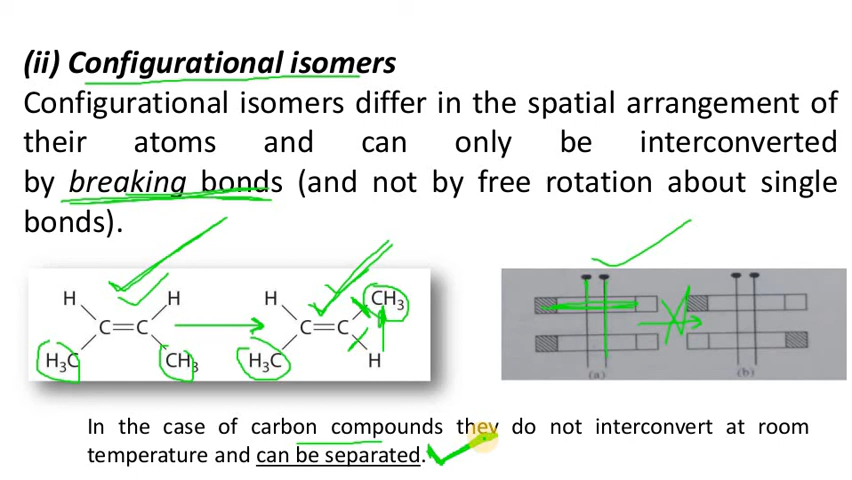 (ii) Configurational isomers
Configurational isomers differ in the spatial arrangement of
their atoms and can only be interconverted
by breaking bonds (and not by free rotation about single
bonds).
H H H CH₃
C=C C=C
H₃C CH₃ H₃C H
(a) (b)
In the case of carbon compounds they do not interconvert at room
temperature and can be separated.